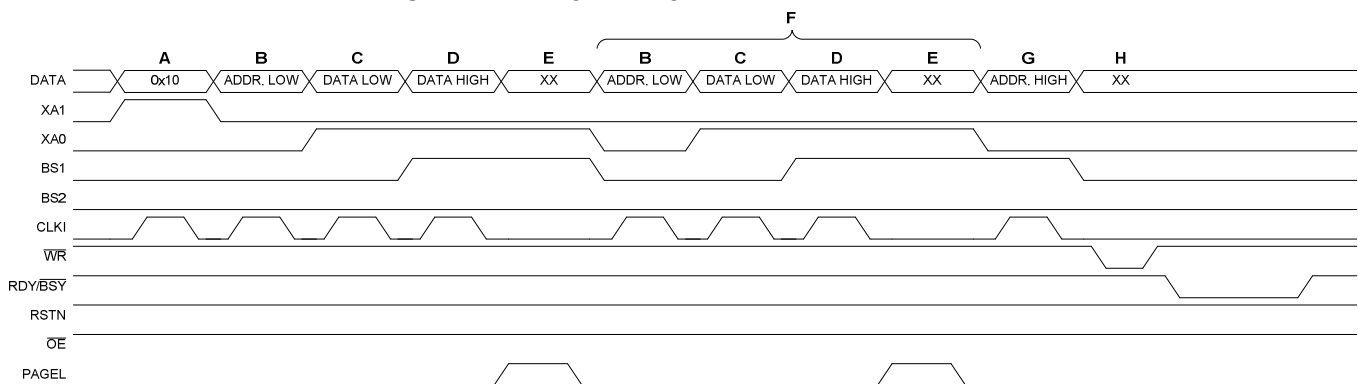 F
A B C D E B C D E G H
DATA 0x10 ADDR. LOW DATA LOW DATA HIGH XX ADDR. LOW DATA LOW DATA HIGH XX ADDR. HIGH XX
XA1
XA0
BS1
BS2
CLKI
WR
RDY/BSY
RSTN
OE
PAGEL